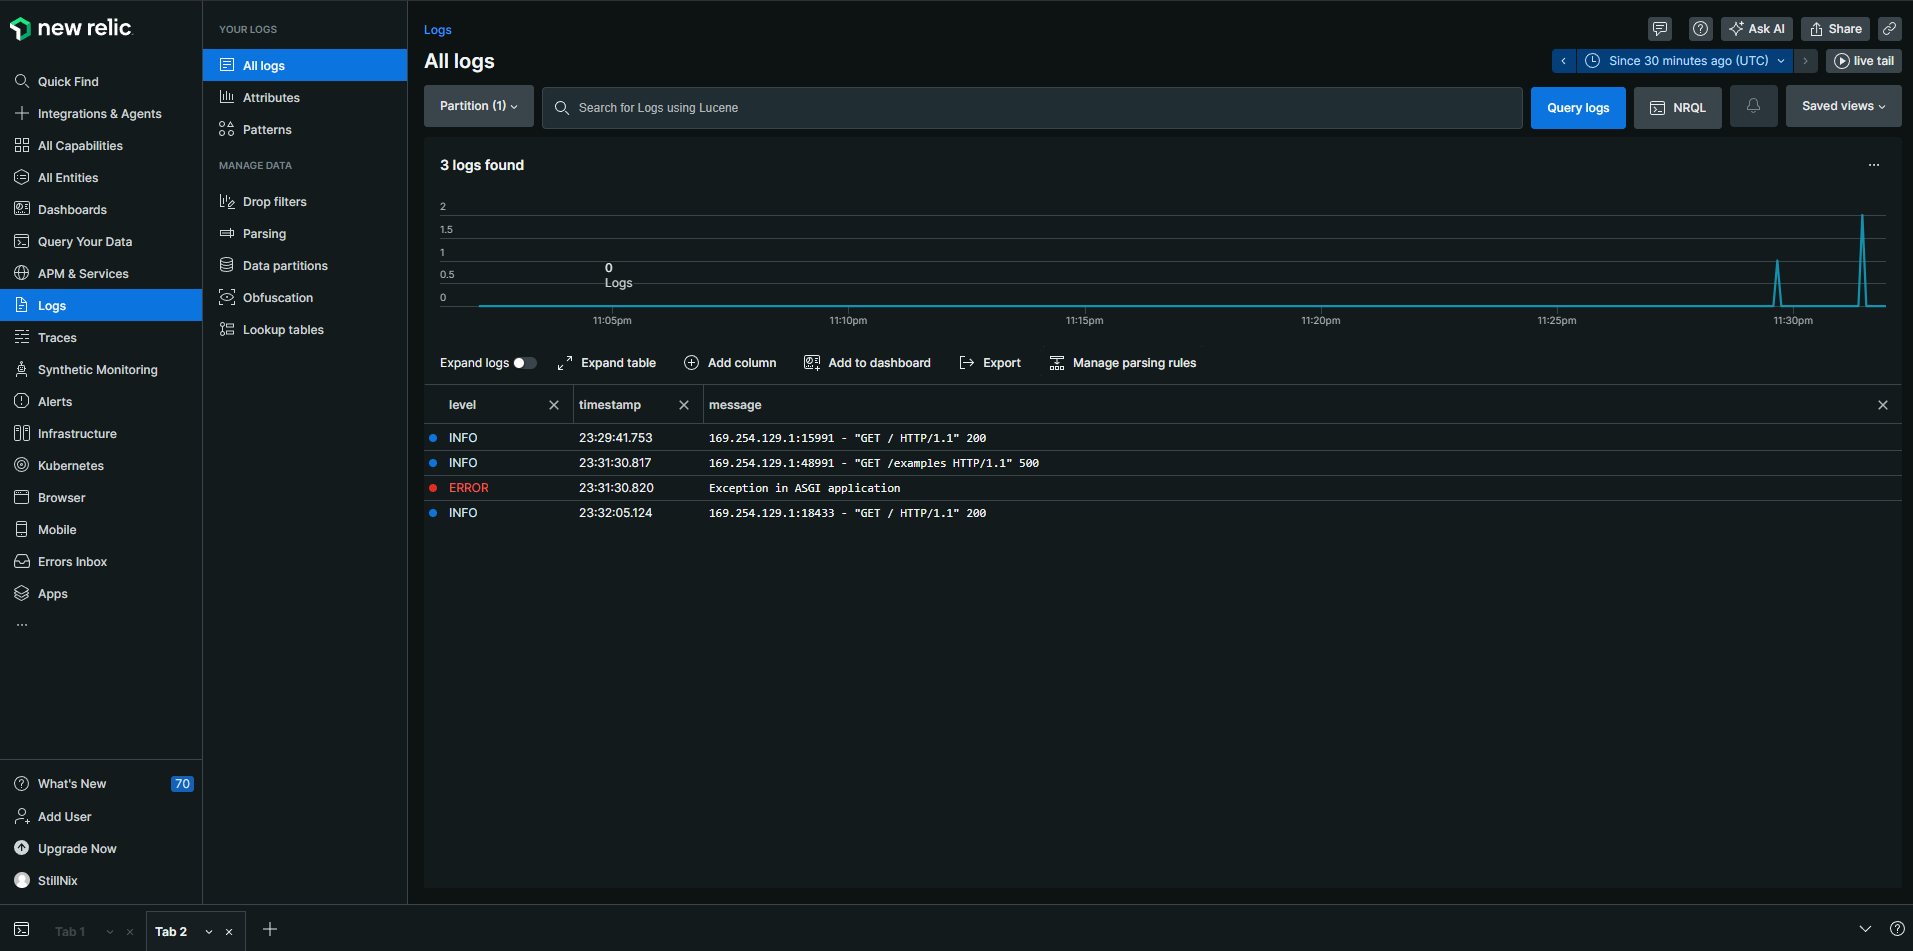 new relic
Quick Find
Integrations & Agents
All Capabilities
All Entities
Dashboards
Query Your Data
APM & Services
Logs
Traces
Synthetic Monitoring
Alerts
Infrastructure
Kubernetes
Browser
Mobile
Errors Inbox
Apps
...
What's New 70
Add User
Upgrade Now
StillNix
YOUR LOGS
All logs
Attributes
Patterns
MANAGE DATA
Drop filters
Parsing
Data partitions
Obfuscation
Lookup tables
Logs
Ask AI Share
All logs
Since 30 minutes ago (UTC) live tail
Partition (1) Search for Logs using Lucene Query logs NRQL Saved views
3 logs found ...
2
1.5
1
0.5
0
0
Logs
11:05pm 11:10pm 11:15pm 11:20pm 11:25pm 11:30pm
Expand logs Expand table Add column Add to dashboard Export Manage parsing rules
level timestamp message
INFO 23:29:41.753 169.254.129.1:15991 - "GET / HTTP/1.1" 200
INFO 23:31:30.817 169.254.129.1:48991 - "GET /examples HTTP/1.1" 500
ERROR 23:31:30.820 Exception in ASGI application
INFO 23:32:05.124 169.254.129.1:18433 - "GET / HTTP/1.1" 200
Tab 1 Tab 2